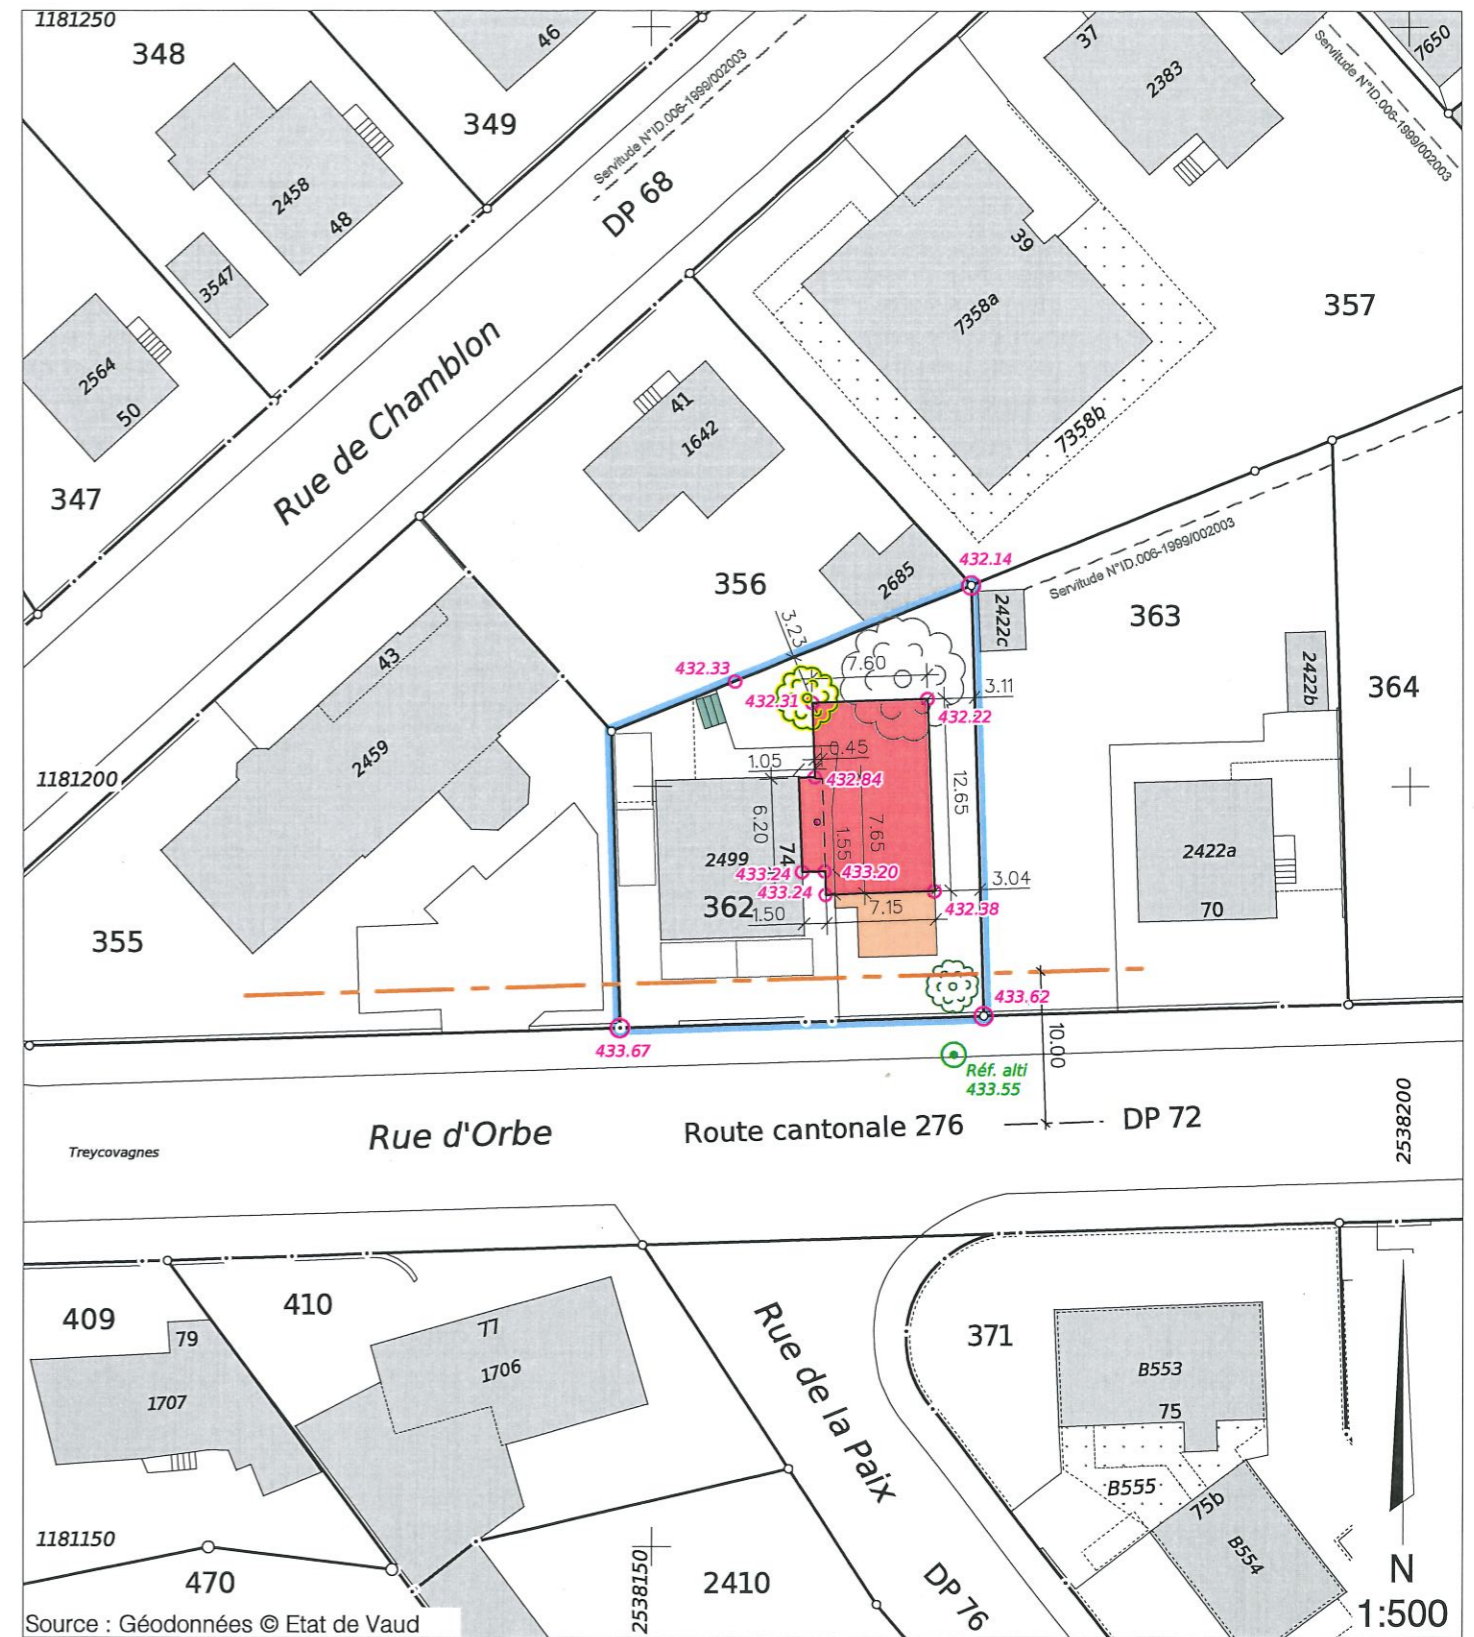 1181250
348
46
349
Servitude N°ID.006-1999/002003
DP 68
37
2383
Servitude N°ID.006-1999/002003
7650
2458
48
3547
39
7358a
357
2564
50
347
Rue de Chamblon
41
1642
7358b
356
2685
432.14
2422c
Servitude N°ID.006-1999/002003
363
2422b
364
43
2459
1181200
3.23
7.60
432.33
432.31
432.22
3.11
0.45
1.05
432.84
12.65
6.20
7.65
1.55
2499
74
433.24
433.20
433.24
362
1.50
7.15
432.38
3.04
2422a
70
355
433.62
433.67
10.00
Réf. alti
433.55
Rue d'Orbe
Route cantonale 276
DP 72
2538200
Treycovagnes
409
79
1707
410
77
1706
Rue de la Paix
371
B553
75
B555
75b
B554
1181150
470
2538150
2410
DP 76
N
1:500
Source : Géodonnées © Etat de Vaud